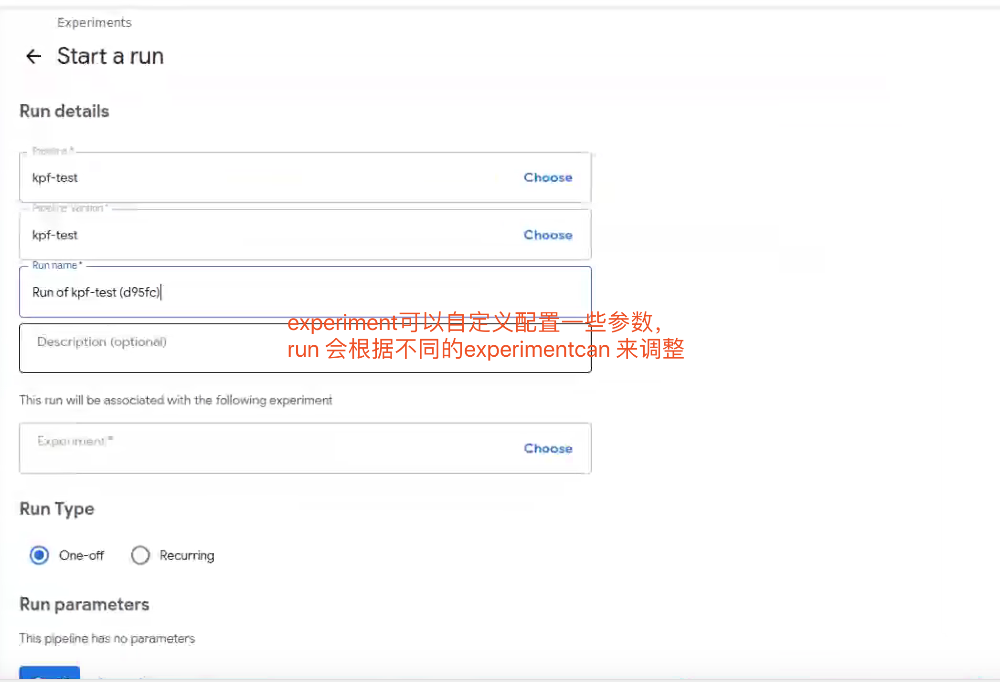 Experiments
← Start a run
Run details
kpf-test Choose
Pipeline Version *
kpf-test Choose
Run name *
Run of kpf-test (d95fc)
experiment可以自定义配置一些参数，
Description (optional)
run 会根据不同的experimentcan 来调整
This run will be associated with the following experiment
Experiment *
Choose
Run Type
One-off Recurring
Run parameters
This pipeline has no parameters